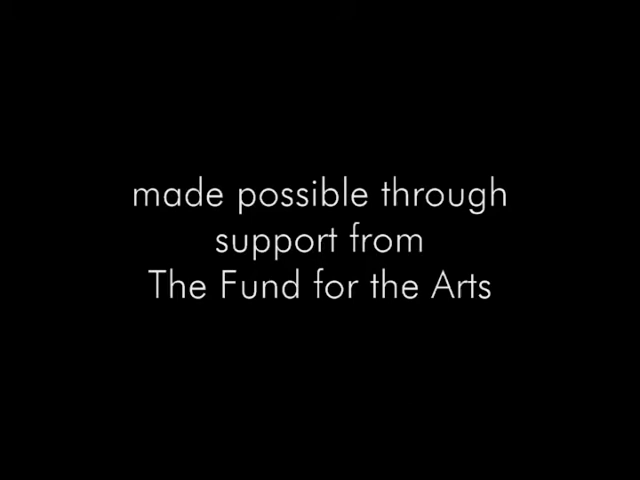 made possible through
support from
The Fund for the Arts